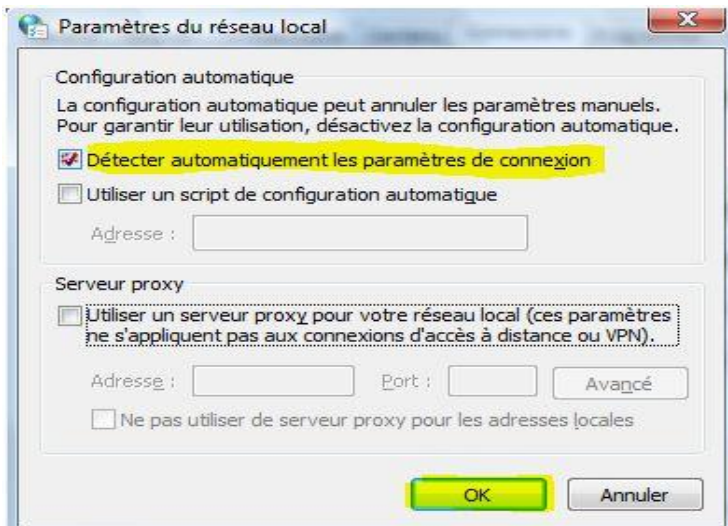 Paramètres du réseau local
Configuration automatique
La configuration automatique peut annuler les paramètres manuels.
Pour garantir leur utilisation, désactivez la configuration automatique.
Détecter automatiquement les paramètres de connexion
Utiliser un script de configuration automatique
Adresse :
Serveur proxy
Utiliser un serveur proxy pour votre réseau local (ces paramètres
ne s'appliquent pas aux connexions d'accès à distance ou VPN).
Adresse : Port : Avancé
Ne pas utiliser de serveur proxy pour les adresses locales
OK Annuler